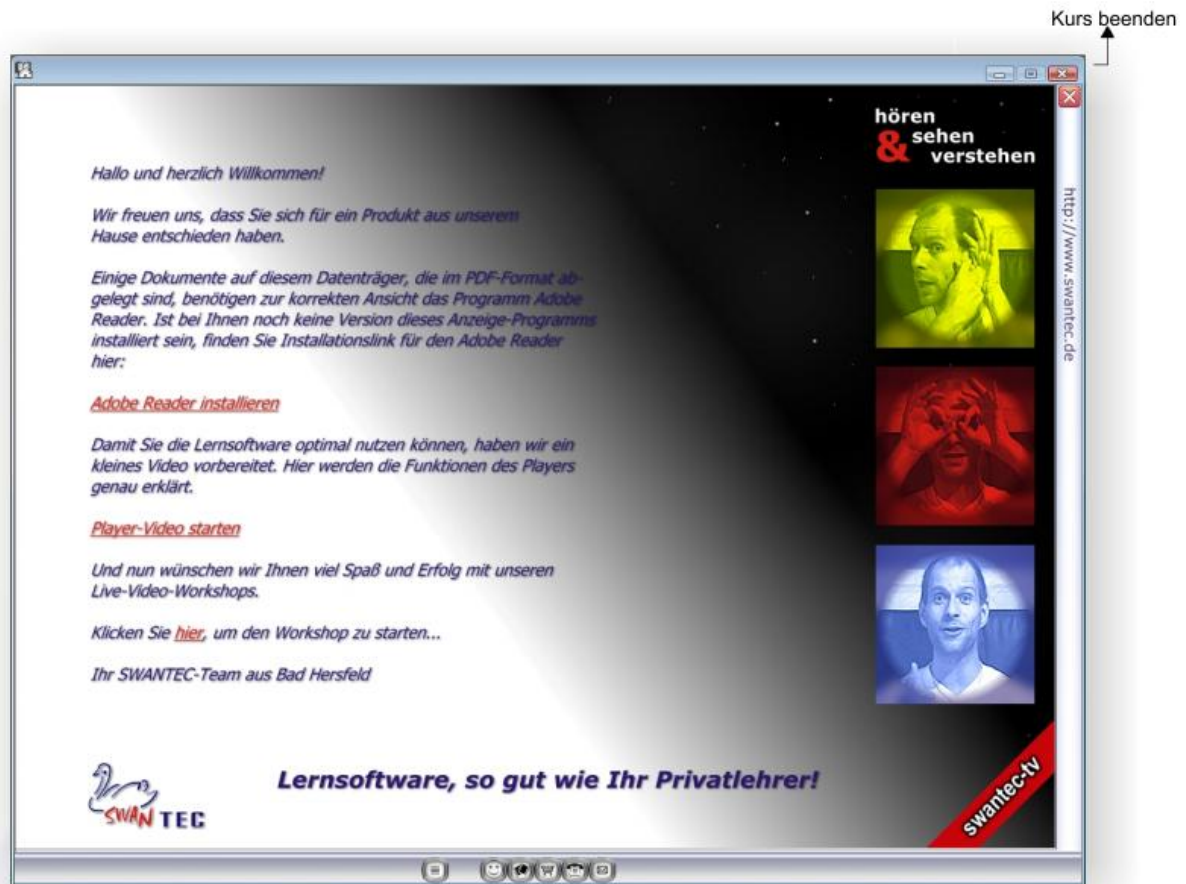 Kurs beenden
hören
& sehen
verstehen
Hallo und herzlich Willkommen!
Wir freuen uns, dass Sie sich für ein Produkt aus unserem
Hause entschieden haben.
Einige Dokumente auf diesem Datenträger, die im PDF-Format ab-
gelegt sind, benötigen zur korrekten Ansicht das Programm Adobe
Reader. Ist bei Ihnen noch keine Version dieses Anzeige-Programms
installiert sein, finden Sie Installationslink für den Adobe Reader
hier:
Adobe Reader installieren
Damit Sie die Lernsoftware optimal nutzen können, haben wir ein
kleines Video vorbereitet. Hier werden die Funktionen des Players
genau erklärt.
Player-Video starten
Und nun wünschen wir Ihnen viel Spaß und Erfolg mit unseren
Live-Video-Workshops.
Klicken Sie hier, um den Workshop zu starten...
Ihr SWANTEC-Team aus Bad Hersfeld
http://www.swantec.de
SWANTEC
Lernsoftware, so gut wie Ihr Privatlehrer!
swantec-tv